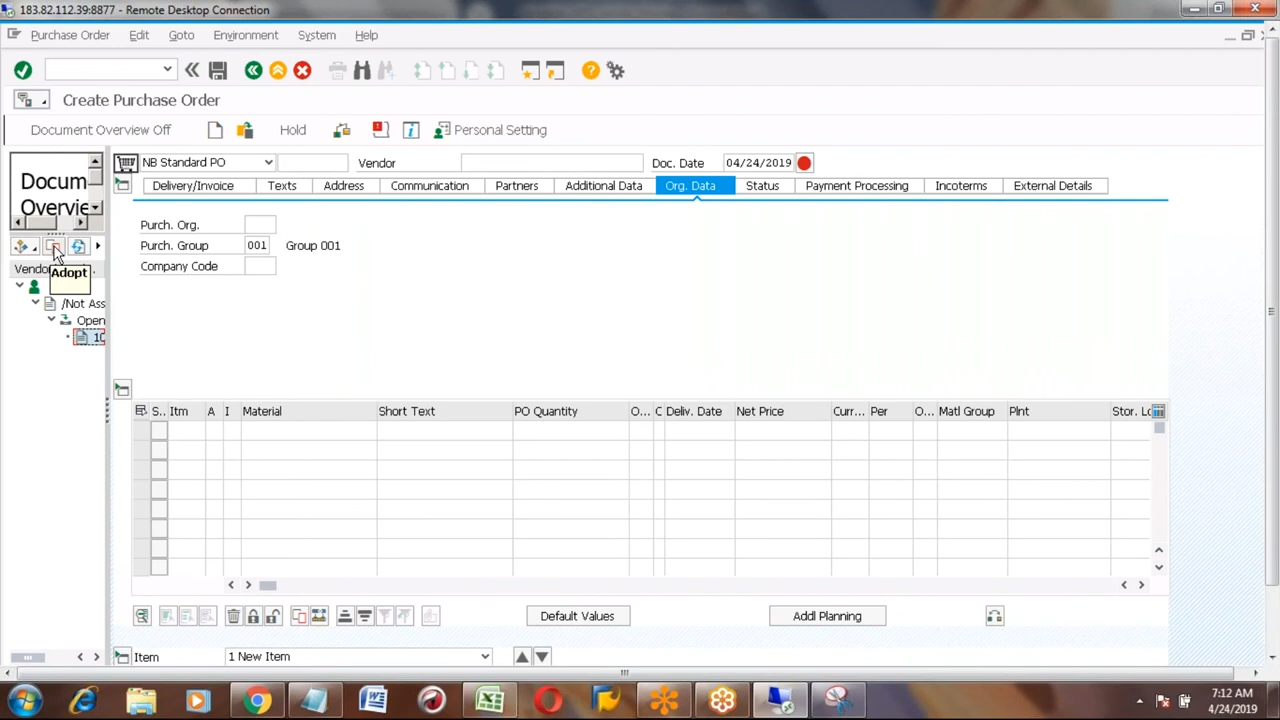 183.82.112.39:8877 - Remote Desktop Connection
Purchase Order Edit Goto Environment System Help
Create Purchase Order
Document Overview Off Hold Personal Setting
Docum
Overvie
NB Standard PO Vendor Doc. Date 04/24/2019
Delivery/Invoice Texts Address Communication Partners Additional Data Org. Data Status Payment Processing Incoterms External Details
Purch. Org.
Purch. Group 001 Group 001
Company Code
Vendor
Adopt
/Not Ass
Open
10
S.. Itm A I Material Short Text PO Quantity O... C Deliv. Date Net Price Curr... Per O... Matl Group Plnt Stor. Lo
Default Values Addl Planning
Item 1 New Item
7:12 AM
4/24/2019